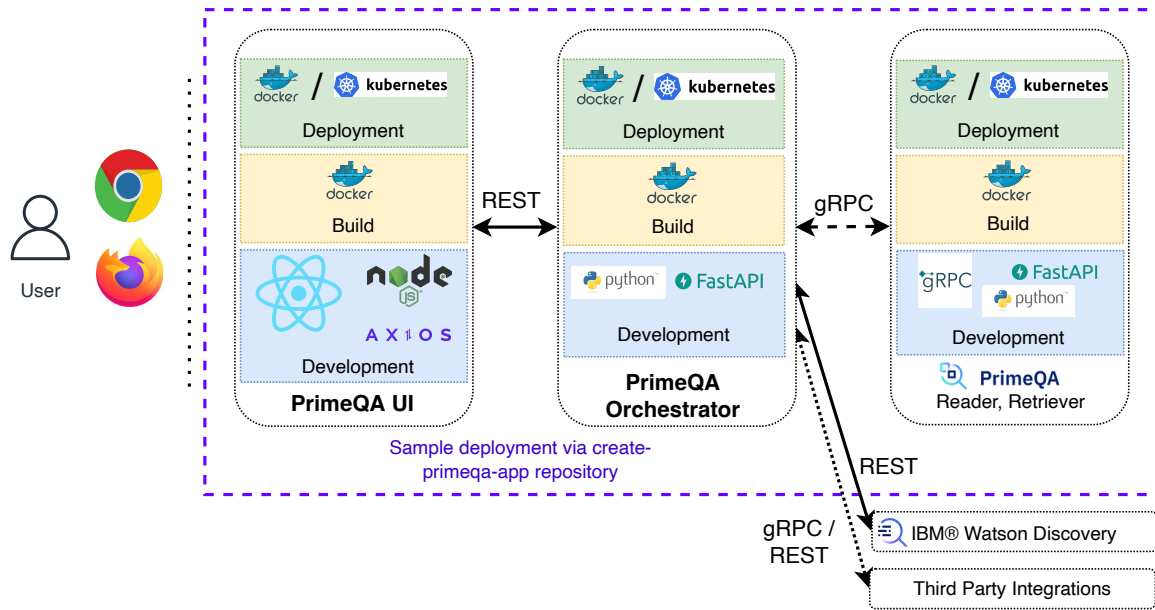 docker / kubernetes
Deployment
docker
Build
node
JS
AXIOS
Development
PrimeQA UI
docker / kubernetes
Deployment
docker
Build
python™
FastAPI
Development
PrimeQA
Orchestrator
docker / kubernetes
Deployment
docker
Build
gRPC
FastAPI
python™
Development
PrimeQA
Reader, Retriever
User
REST
gRPC
Sample deployment via create-
primeqa-app repository
REST
gRPC /
REST
IBM® Watson Discovery
Third Party Integrations